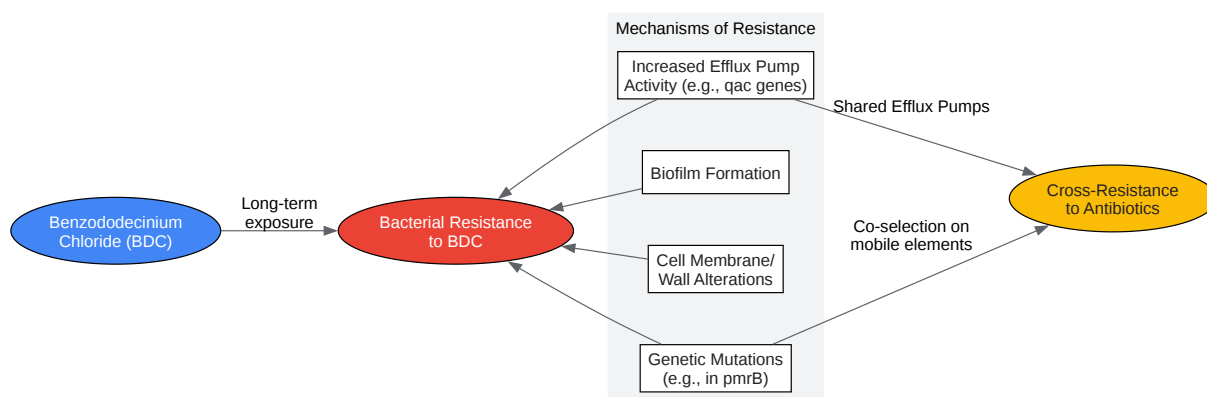 Mechanisms of Resistance
Increased Efflux Pump
Activity (e.g., qac genes)
Shared Efflux Pumps
Biofilm Formation
Benzododecinium
Chloride (BDC)
Long-term
exposure
Bacterial Resistance
to BDC
Cross-Resistance
to Antibiotics
Co-selection on
mobile elements
Cell Membrane/
Wall Alterations
Genetic Mutations
(e.g., in pmrB)